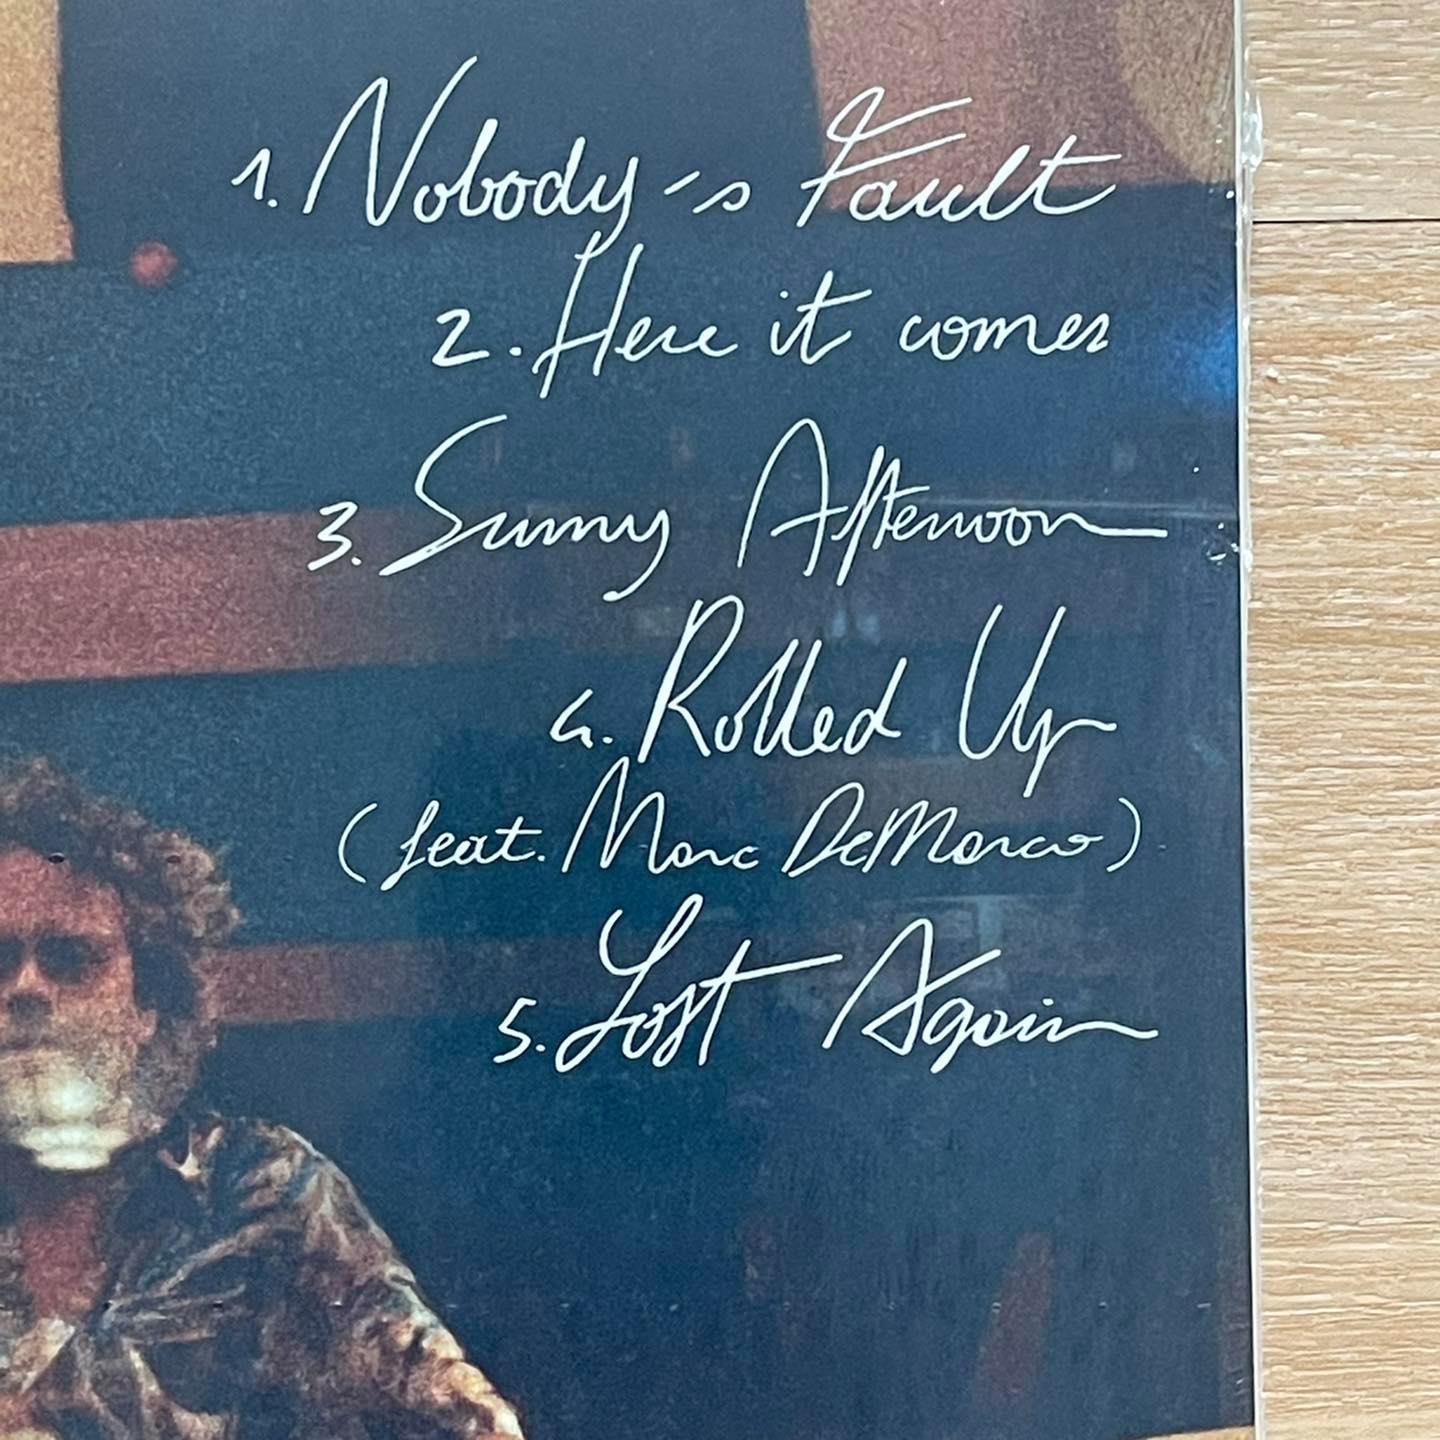 1. Nobody's Fault
2. Here it comes
3. Sunny Afternoon
4. Rolled Up
(feat. Marc DeMarco)
5. Lost Again